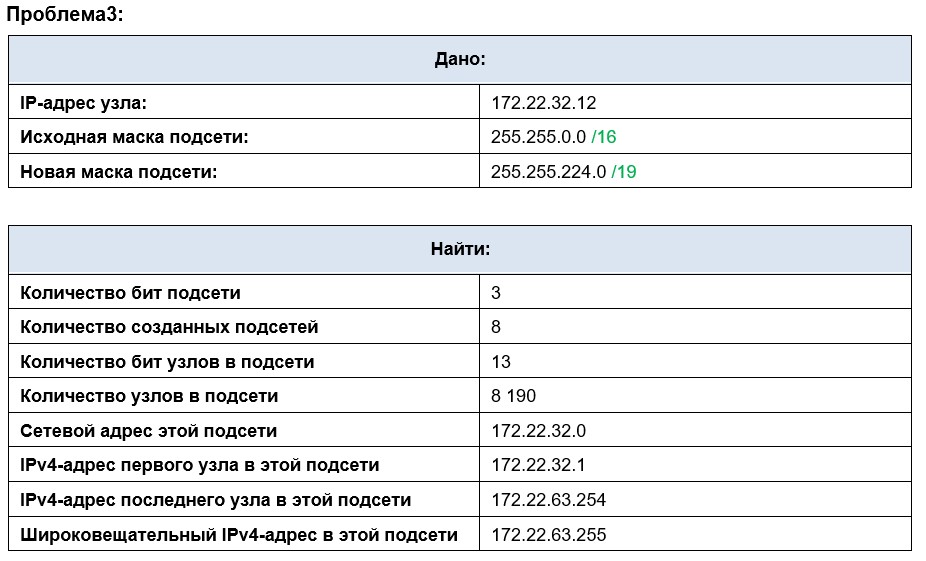 Проблема3:
Дано:
IP-адрес узла: 172.22.32.12
Исходная маска подсети: 255.255.0.0 /16
Новая маска подсети: 255.255.224.0 /19
Найти:
Количество бит подсети 3
Количество созданных подсетей 8
Количество бит узлов в подсети 13
Количество узлов в подсети 8 190
Сетевой адрес этой подсети 172.22.32.0
IPv4-адрес первого узла в этой подсети 172.22.32.1
IPv4-адрес последнего узла в этой подсети 172.22.63.254
Широковещательный IPv4-адрес в этой подсети 172.22.63.255